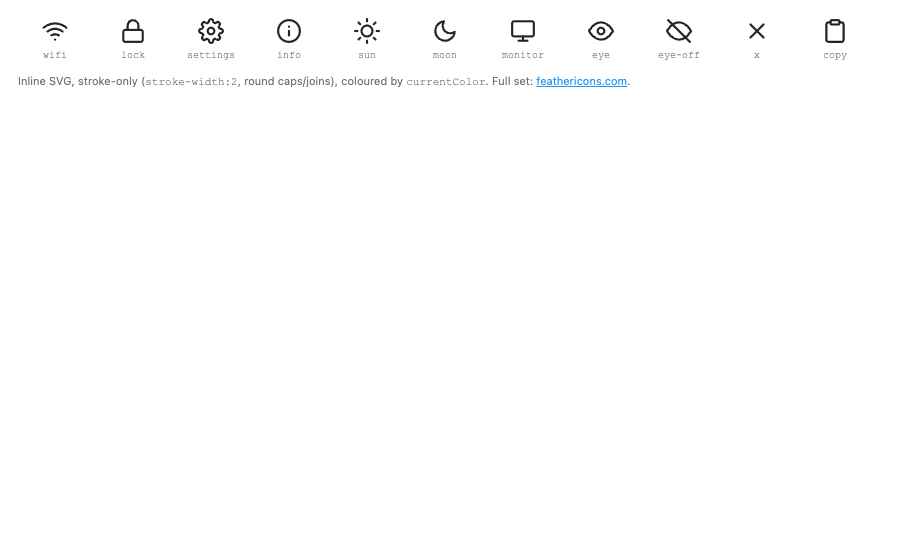 wifi lock settings info sun moon monitor eye eye-off x copy
Inline SVG, stroke-only (stroke-width:2, round caps/joins), coloured by currentColor. Full set: feathericons.com.